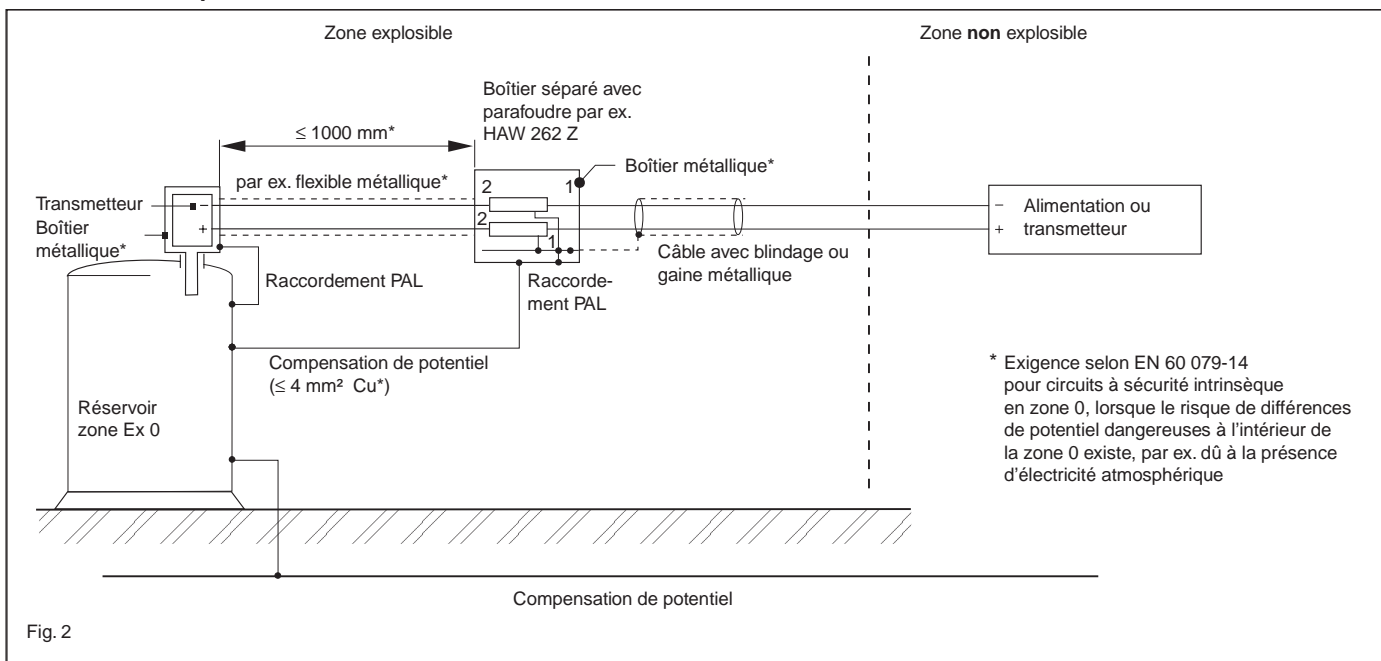 Zone explosible
Zone non explosible
Boîtier séparé avec
parafoudre par ex.
HAW 262 Z
≤ 1000 mm*
Boîtier métallique*
par ex. flexible métallique*
2
1
Transmetteur
–
–
Alimentation ou
transmetteur
Boîtier
métallique*
+
2
1
+
Câble avec blindage ou
gaine métallique
Raccordement PAL
Raccorde-
ment PAL
Compensation de potentiel
(≤ 4 mm² Cu*)
* Exigence selon EN 60 079-14
pour circuits à sécurité intrinsèque
en zone 0, lorsque le risque de différences
de potentiel dangereuses à l’intérieur de
la zone 0 existe, par ex. dû à la présence
d’électricité atmosphérique
Réservoir
zone Ex 0
Compensation de potentiel
Fig. 2